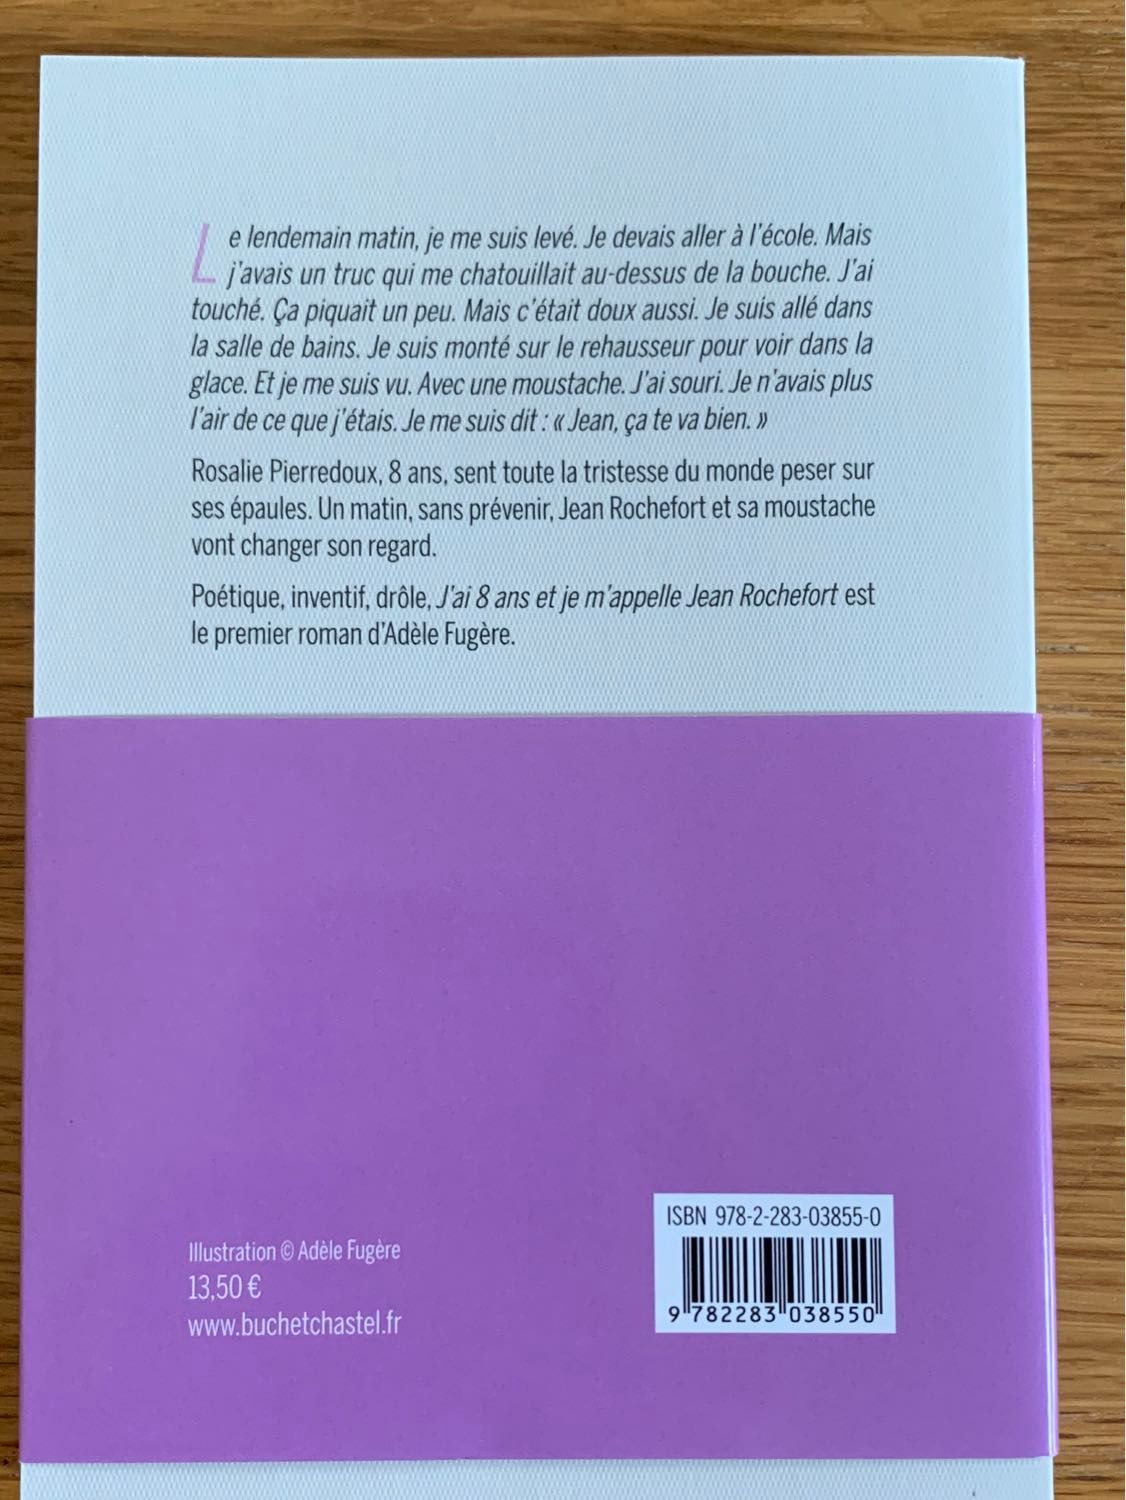 Le lendemain matin, je me suis levé. Je devais aller à l'école. Mais
j'avais un truc qui me chatouillait au-dessus de la bouche. J'ai
touché. Ça piquait un peu. Mais c'était doux aussi. Je suis allé dans
la salle de bains. Je suis monté sur le rehausseur pour voir dans la
glace. Et je me suis vu. Avec une moustache. J'ai souri. Je n'avais plus
l'air de ce que j'étais. Je me suis dit : « Jean, ça te va bien. »
Rosalie Pierredoux, 8 ans, sent toute la tristesse du monde peser sur
ses épaules. Un matin, sans prévenir, Jean Rochefort et sa moustache
vont changer son regard.
Poétique, inventif, drôle, J'ai 8 ans et je m'appelle Jean Rochefort est
le premier roman d'Adèle Fugère.
Illustration © Adèle Fugère
13,50 €
www.buchetchastel.fr
ISBN 978-2-283-03855-0
9 782283 038550